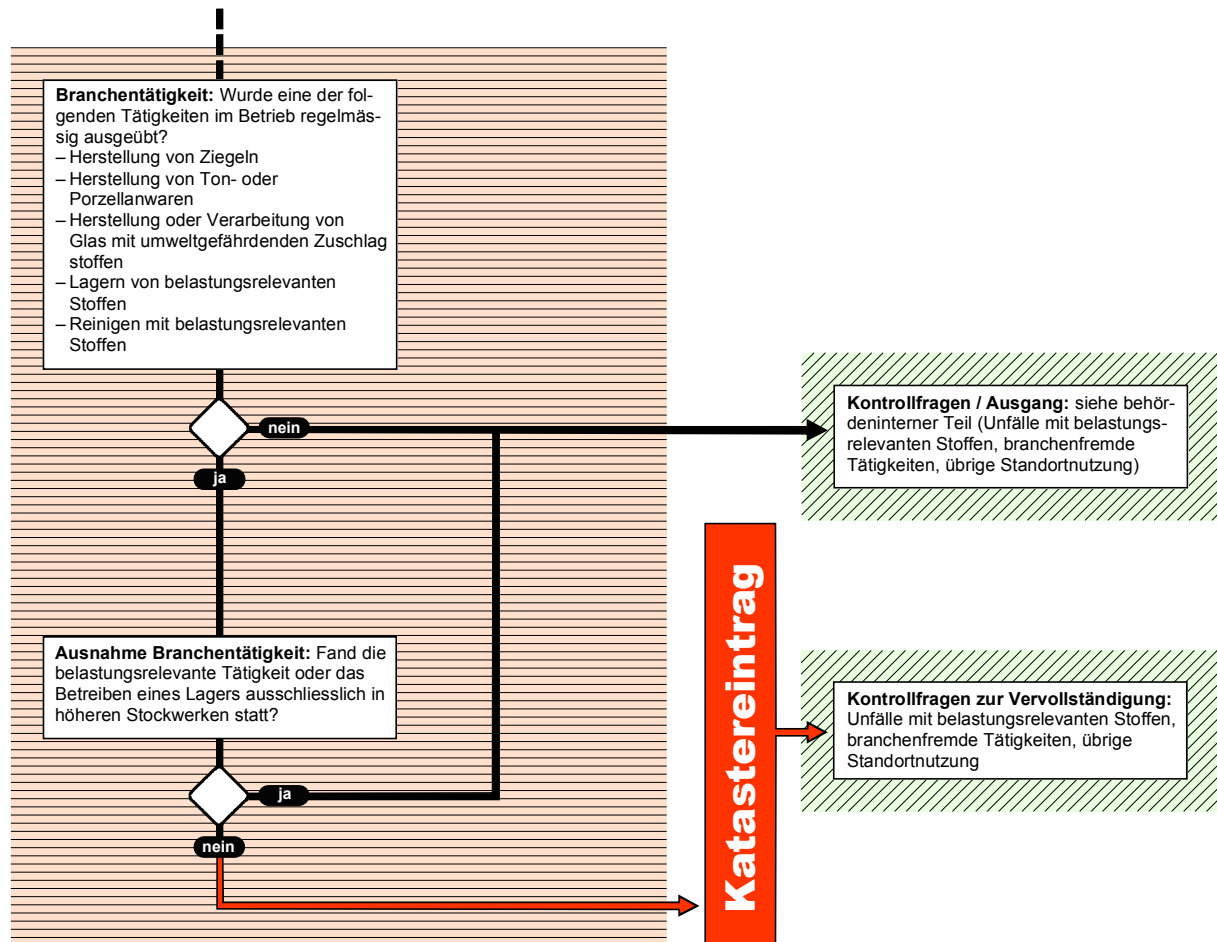 Branchentätigkeit: Wurde eine der fol-
genden Tätigkeiten im Betrieb regelmäs-
sig ausgeübt?
– Herstellung von Ziegeln
– Herstellung von Ton- oder
Porzellanwaren
– Herstellung oder Verarbeitung von
Glas mit umweltgefährdenden Zuschlag
stoffen
– Lagern von belastungsrelevanten
Stoffen
– Reinigen mit belastungsrelevanten
Stoffen
nein
ja
Kontrollfragen / Ausgang: siehe behör-
deninterner Teil (Unfälle mit belastungs-
relevanten Stoffen, branchenfremde
Tätigkeiten, übrige Standortnutzung)
Ausnahme Branchentätigkeit: Fand die
belastungsrelevante Tätigkeit oder das
Betreiben eines Lagers ausschliesslich in
höheren Stockwerken statt?
ja
nein
Katastereintrag
Kontrollfragen zur Vervollständigung:
Unfälle mit belastungsrelevanten Stoffen,
branchenfremde Tätigkeiten, übrige
Standortnutzung